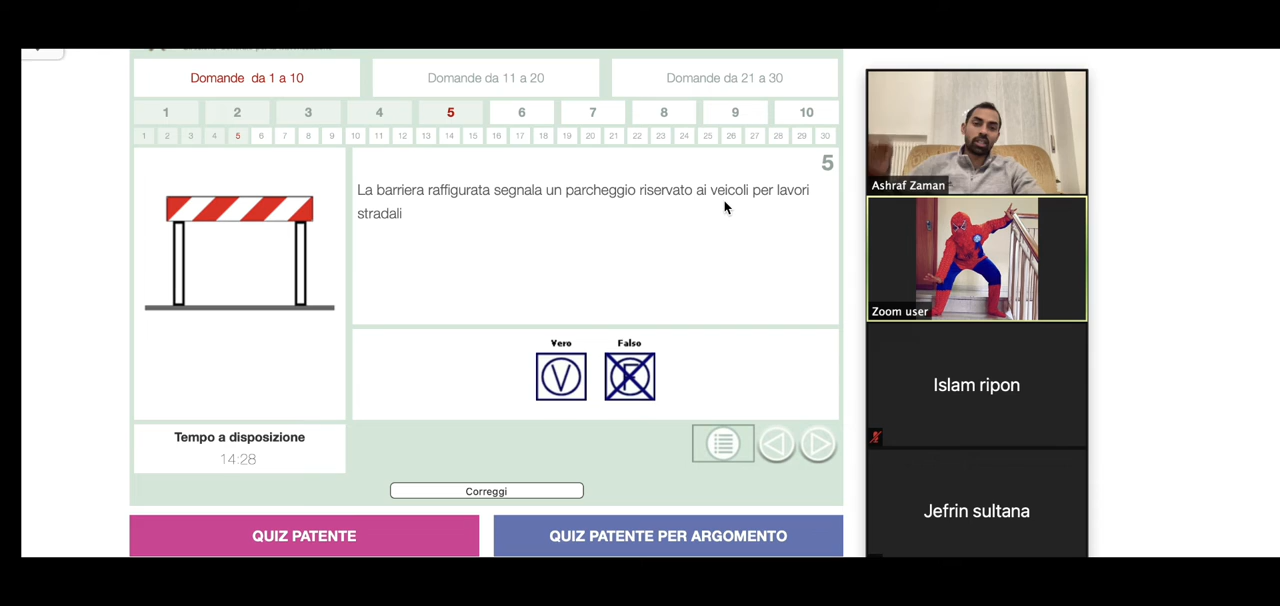 Domande da 1 a 10
Domande da 11 a 20
Domande da 21 a 30
1 2 3 4 5 6 7 8 9 10
1 2 3 4 5 6 7 8 9 10 11 12 13 14 15 16 17 18 19 20 21 22 23 24 25 26 27 28 29 30
5
La barriera raffigurata segnala un parcheggio riservato ai veicoli per lavori
stradali
Vero Falso
V F
Tempo a disposizione
14:28
Correggi
QUIZ PATENTE
QUIZ PATENTE PER ARGOMENTO
Ashraf Zaman
Zoom user
Islam ripon
Jefrin sultana